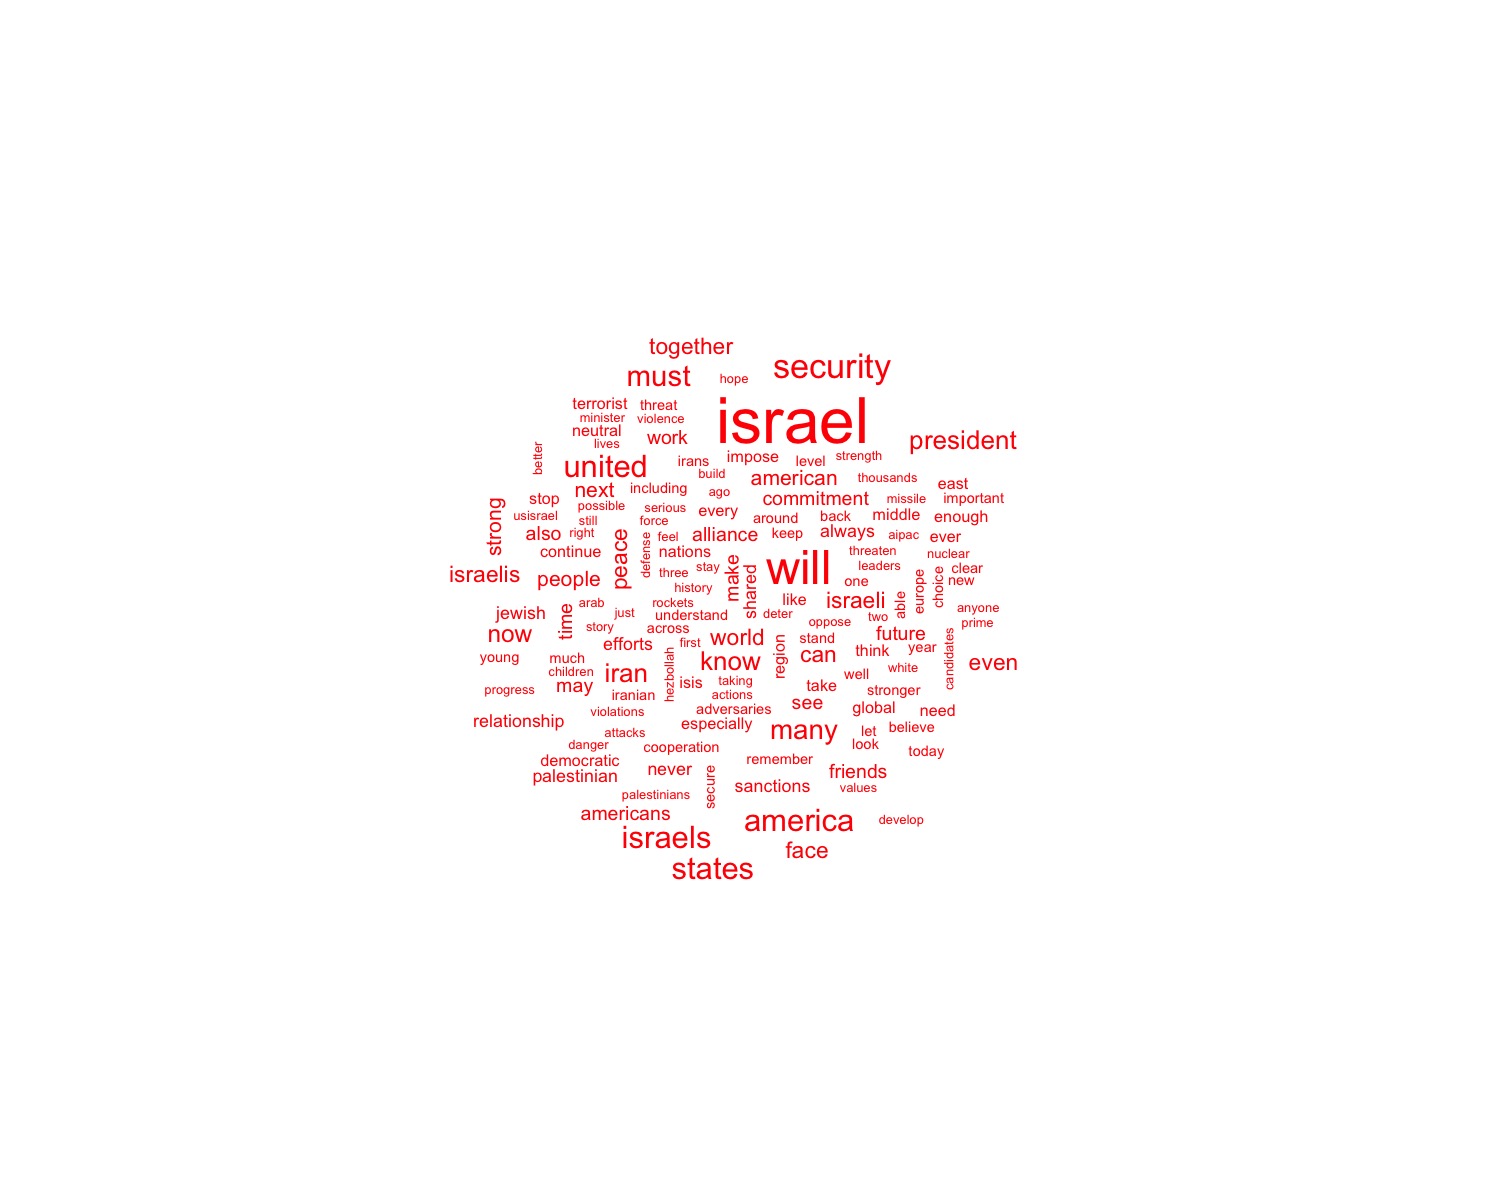 together
security
must
hope
israel
terrorist
threat
minister
violence
neutral
lives
work
president
better
united
irans
impose
level
strength
build
american
thousands
east
next
including
ago
commitment
missile
important
stop
possible
strong
usisrael
still
serious
force
every
around
back
middle
enough
also
right
peace
defense
feel
alliance
keep
always
aipac
ever
continue
nations
threaten
nuclear
israelis
people
three
stay
make
shared
will
leaders
one
europe
choice
clear
new
history
like
israeli
able
jewish
time
arab
just
rockets
understand
deter
oppose
two
anyone
prime
now
story
across
efforts
first
world
region
stand
future
candidates
young
much
children
iran
hezbollah
know
can
think
year
even
progress
may
iranian
isis
taking
actions
take
well
white
stronger
relationship
violations
adversaries
especially
see
global
need
attacks
many
let
look
believe
today
danger
democratic
cooperation
remember
palestinian
never
secure
sanctions
friends
values
palestinians
americans
america
develop
israels
face
states